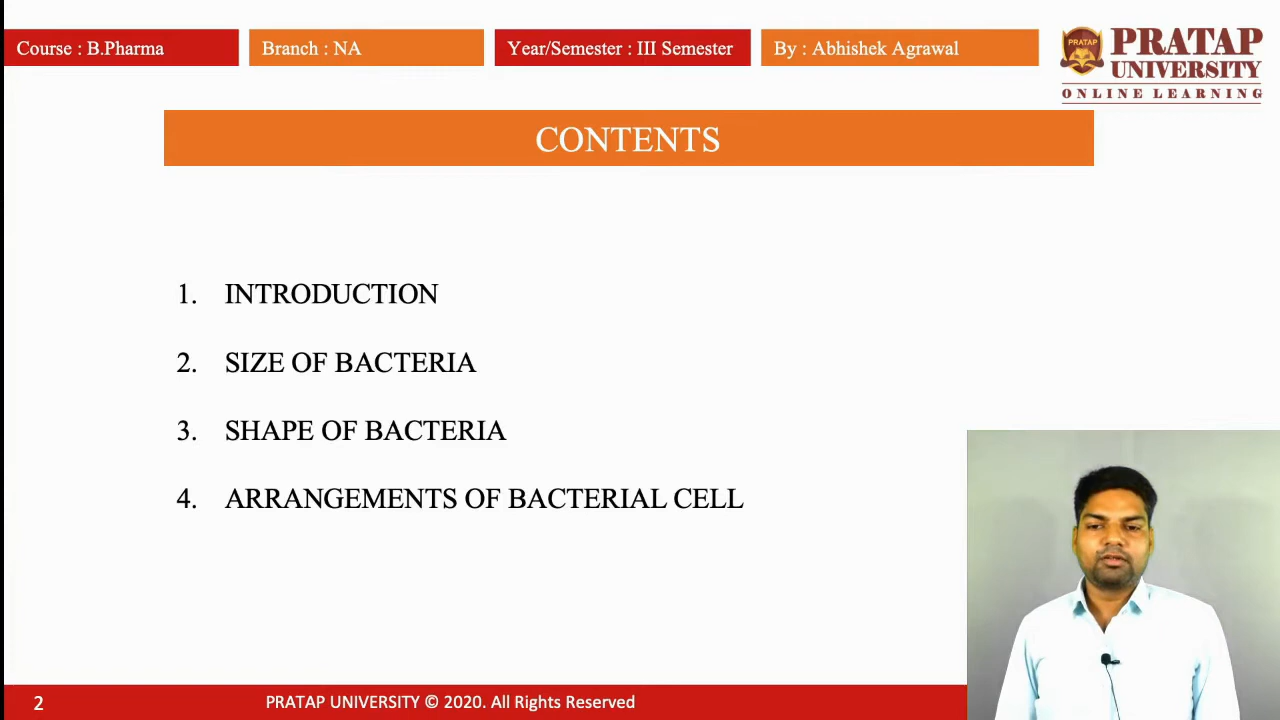 Course : B.Pharma
Branch : NA
Year/Semester : III Semester
By : Abhishek Agrawal
PRATAP
PRATAP
UNIVERSITY
ONLINE LEARNING
CONTENTS
1. INTRODUCTION
2. SIZE OF BACTERIA
3. SHAPE OF BACTERIA
4. ARRANGEMENTS OF BACTERIAL CELL
2
PRATAP UNIVERSITY © 2020. All Rights Reserved